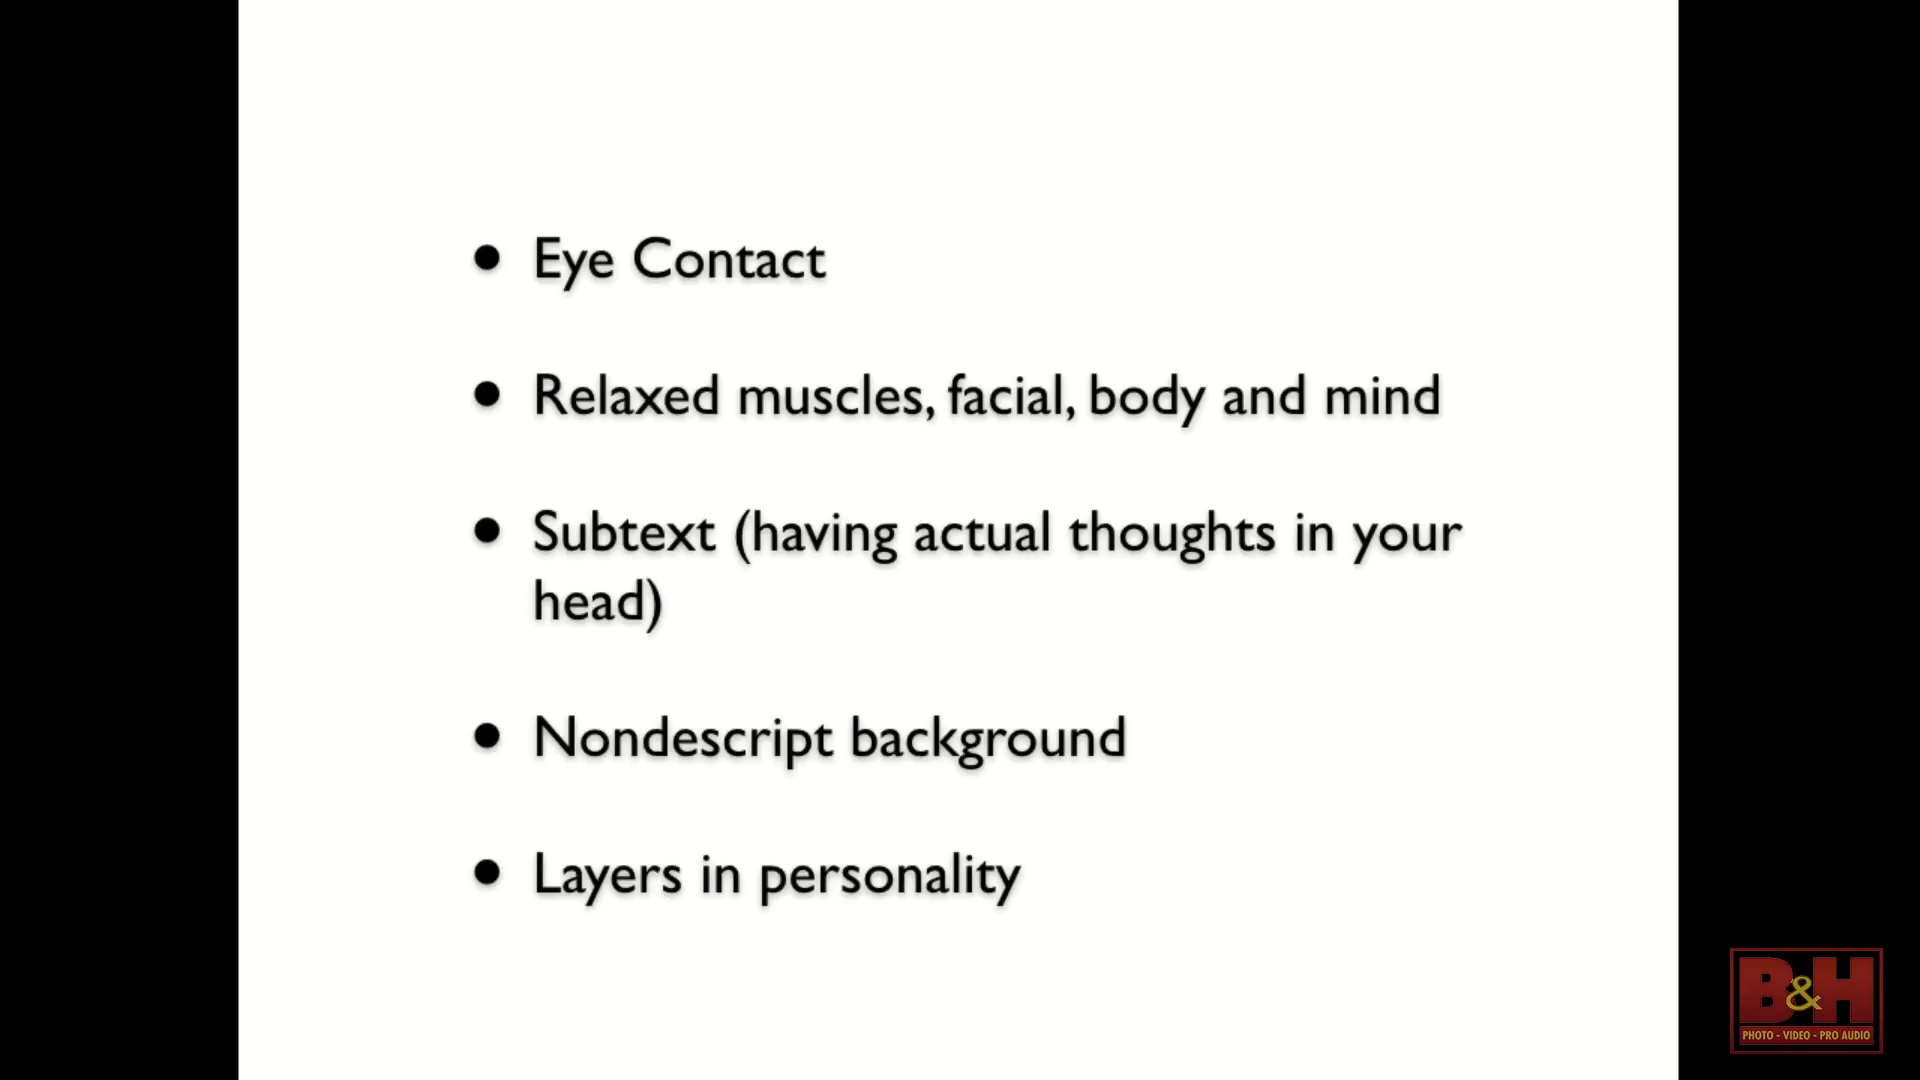 • Eye Contact
• Relaxed muscles, facial, body and mind
• Subtext (having actual thoughts in your
head)
• Nondescript background
• Layers in personality
B&H
PHOTO - VIDEO - PRO AUDIO